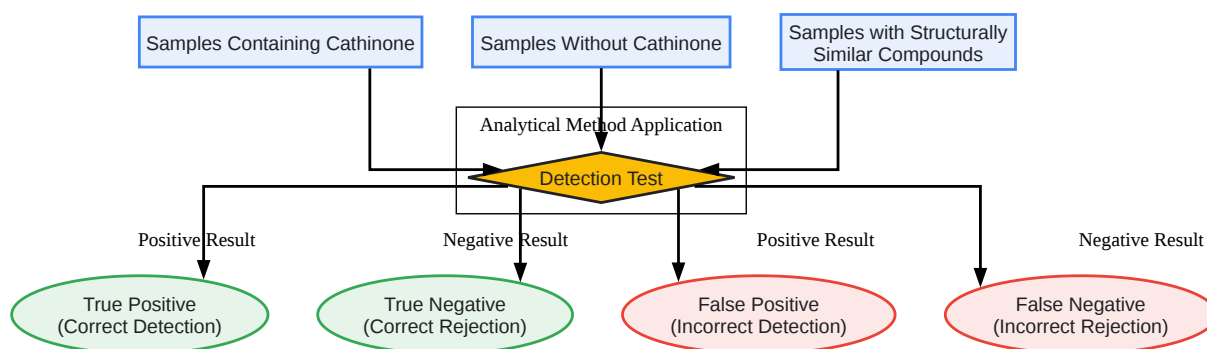 Samples Containing Cathinone
Samples Without Cathinone
Samples with Structurally
Similar Compounds
Analytical Method Application
Detection Test
Positive Result
Negative Result
Positive Result
Negative Result
True Positive
(Correct Detection)
True Negative
(Correct Rejection)
False Positive
(Incorrect Detection)
False Negative
(Incorrect Rejection)